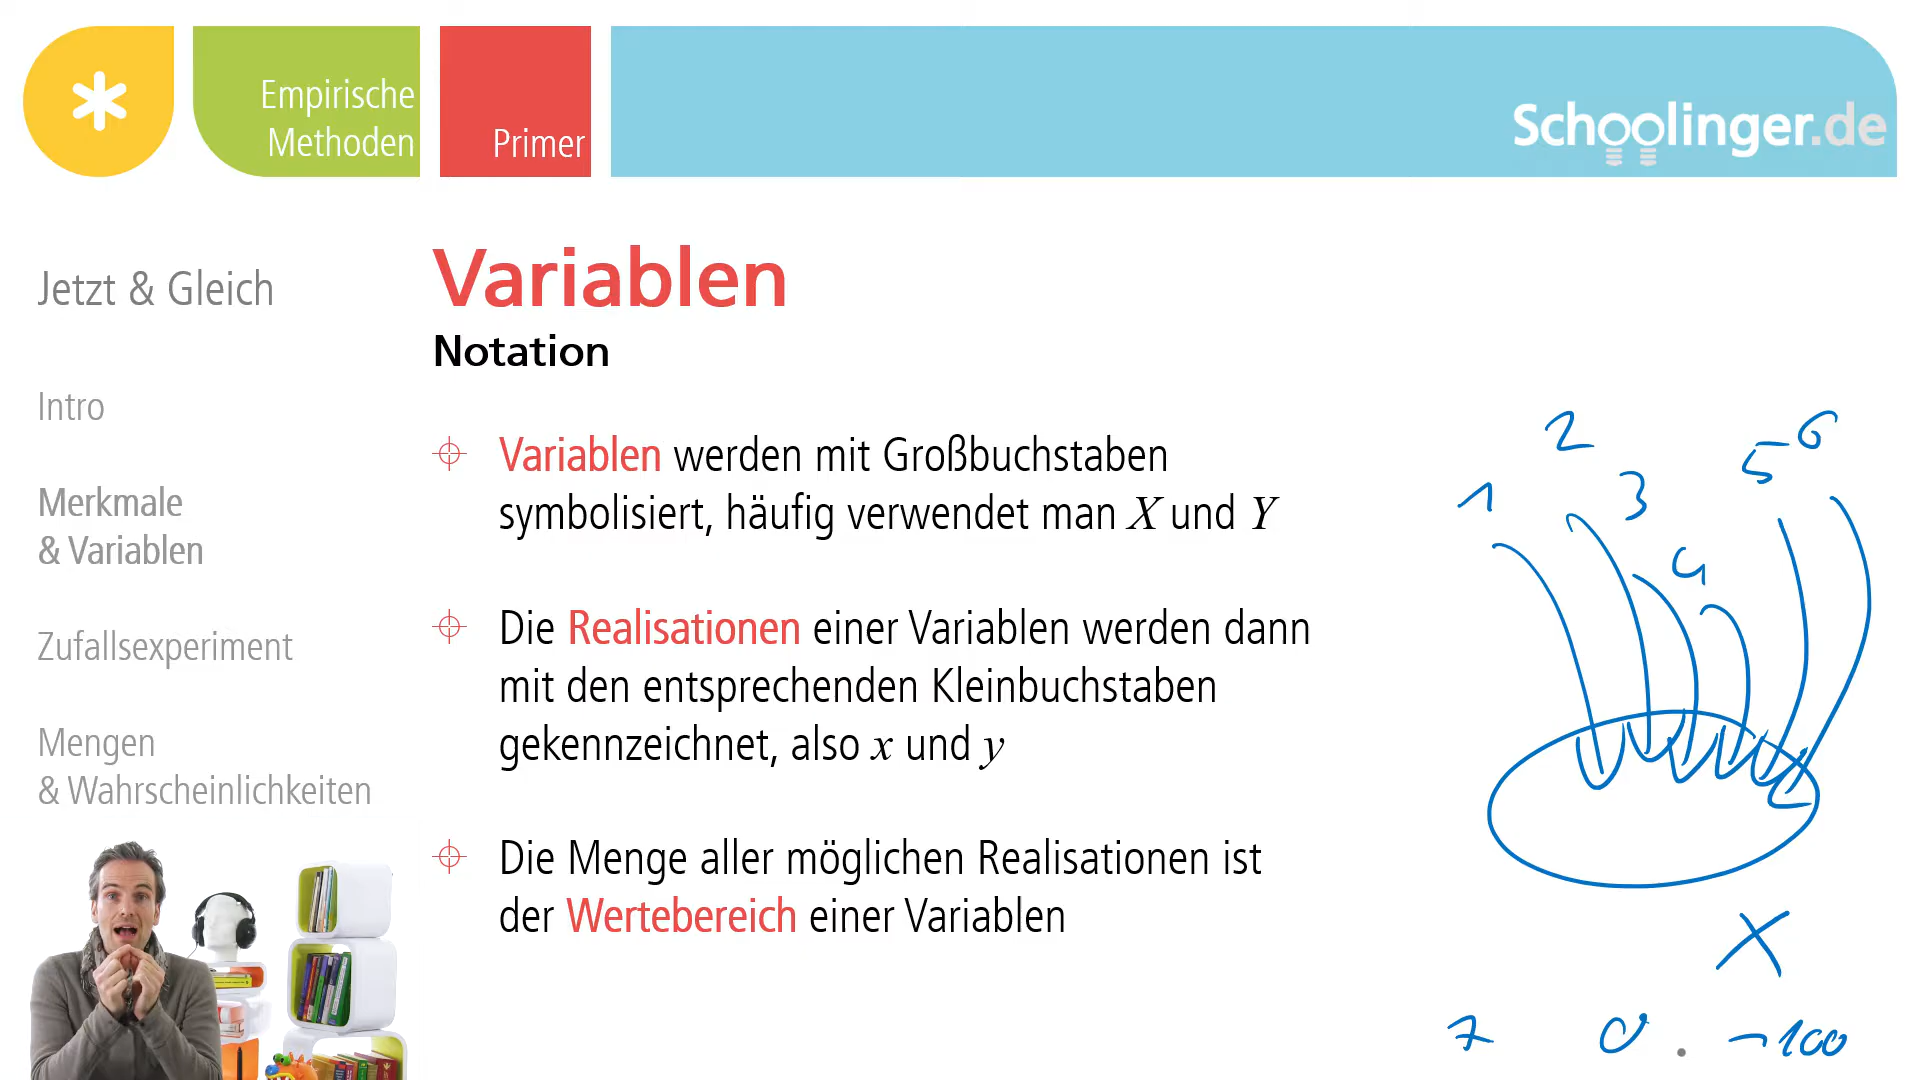 Empirische
Methoden
Primer
Schoolinger.de
Jetzt & Gleich
Intro
Merkmale
& Variablen
Zufallsexperiment
Mengen
& Wahrscheinlichkeiten
Variablen
Notation
Variablen werden mit Großbuchstaben
symbolisiert, häufig verwendet man X und Y
Die Realisationen einer Variablen werden dann
mit den entsprechenden Kleinbuchstaben
gekennzeichnet, also x und y
Die Menge aller möglichen Realisationen ist
der Wertebereich einer Variablen
1 2 3 4 5 6
X
7 0 -100